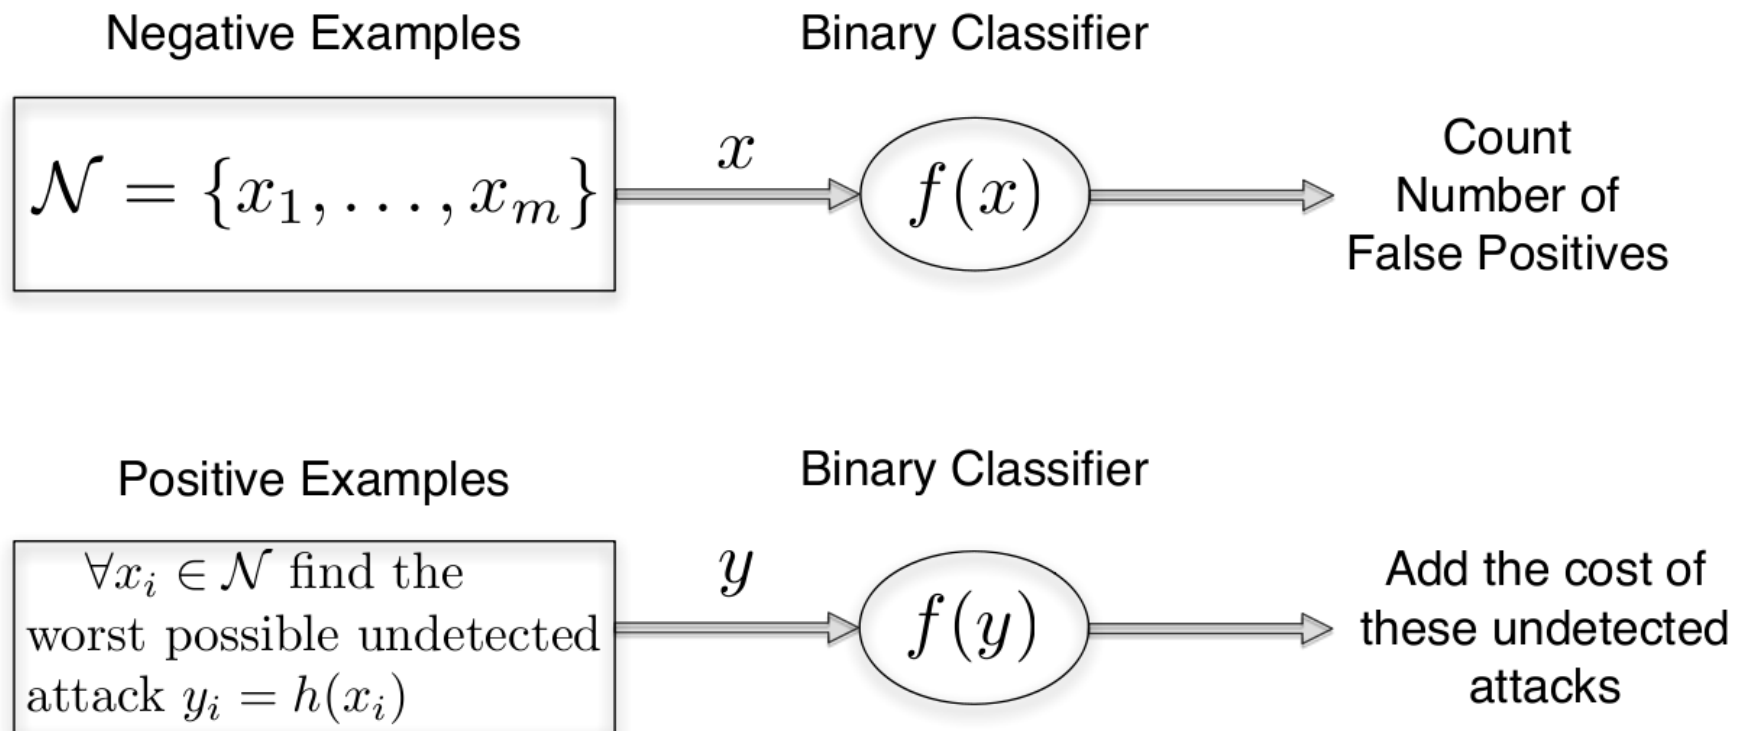 Negative Examples
Binary Classifier
𝒩 = {x₁, . . . , xₘ}
x
f(x)
Count
Number of
False Positives
Positive Examples
Binary Classifier
∀xᵢ ∈ 𝒩 find the
worst possible undetected
attack yᵢ = h(xᵢ)
y
f(y)
Add the cost of
these undetected
attacks